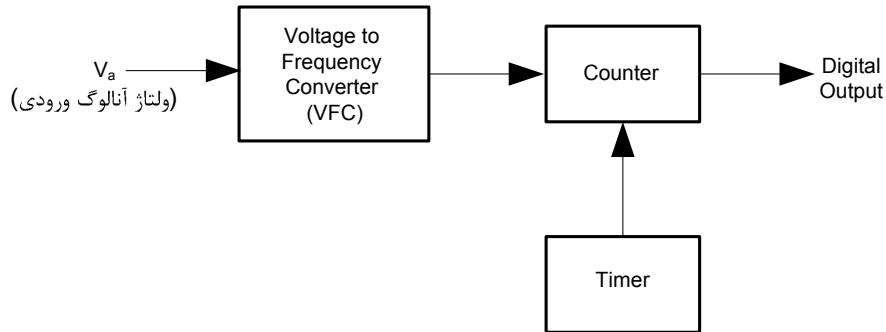 Voltage to
Frequency
Converter
(VFC)
Vₐ
(ولتاژ آنالوگ ورودی)
Counter
Digital
Output
Timer